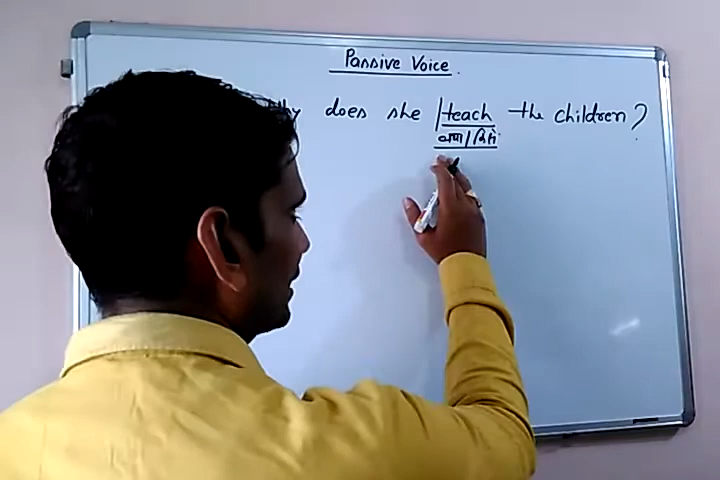 Passive Voice.
does she | teach the children?
क्या / किसे